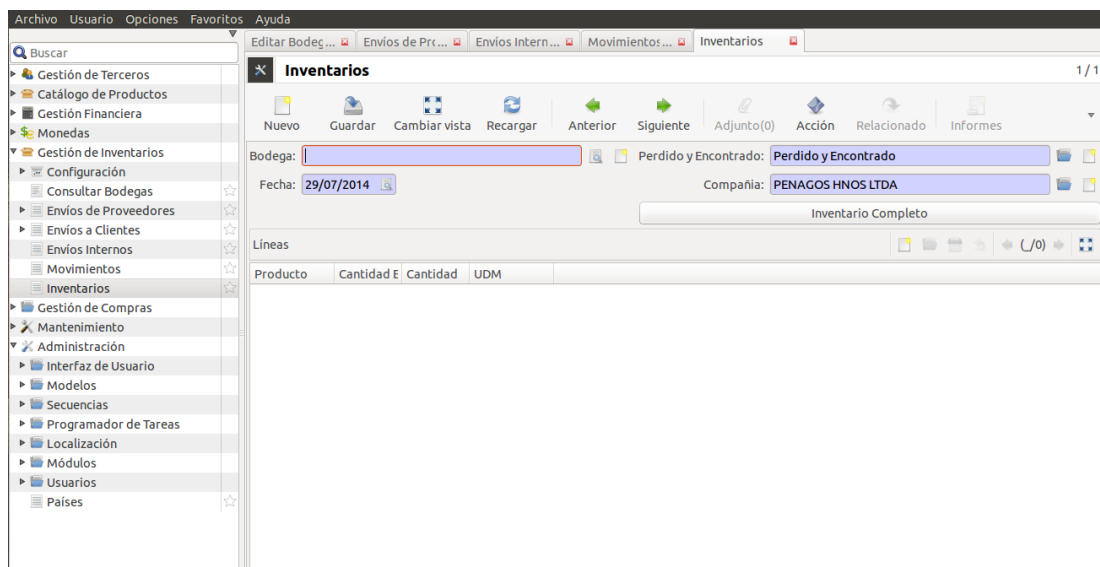 Archivo Usuario Opciones Favoritos Ayuda
Buscar
Gestión de Terceros
Catálogo de Productos
Gestión Financiera
Monedas
Gestión de Inventarios
Configuración
Consultar Bodegas
Envíos de Proveedores
Envíos a Clientes
Envíos Internos
Movimientos
Inventarios
Gestión de Compras
Mantenimiento
Administración
Interfaz de Usuario
Modelos
Secuencias
Programador de Tareas
Localización
Módulos
Usuarios
Países
Editar Bodeg... Envíos de Prc... Envíos Intern... Movimientos... Inventarios
Inventarios 1 / 1
Nuevo Guardar Cambiar vista Recargar Anterior Siguiente Adjunto(0) Acción Relacionado Informes
Bodega: Perdido y Encontrado: Perdido y Encontrado
Fecha: 29/07/2014 Compañia: PENAGOS HNOS LTDA
Inventario Completo
Líneas (_/0)
Producto Cantidad E Cantidad UDM